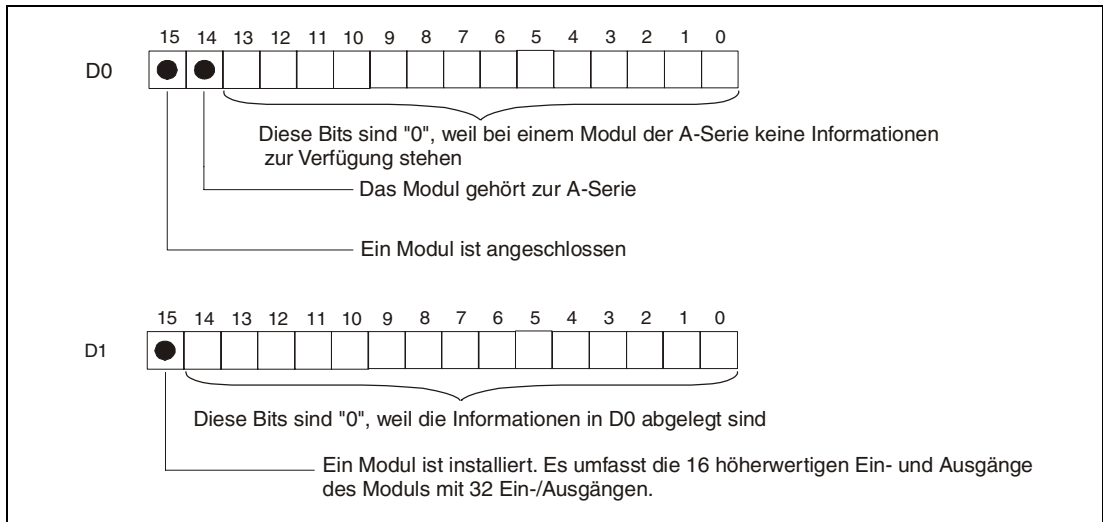 15 14 13 12 11 10 9 8 7 6 5 4 3 2 1 0
D0
Diese Bits sind "0", weil bei einem Modul der A-Serie keine Informationen
zur Verfügung stehen
Das Modul gehört zur A-Serie
Ein Modul ist angeschlossen
15 14 13 12 11 10 9 8 7 6 5 4 3 2 1 0
D1
Diese Bits sind "0", weil die Informationen in D0 abgelegt sind
Ein Modul ist installiert. Es umfasst die 16 höherwertigen Ein- und Ausgänge
des Moduls mit 32 Ein-/Ausgängen.